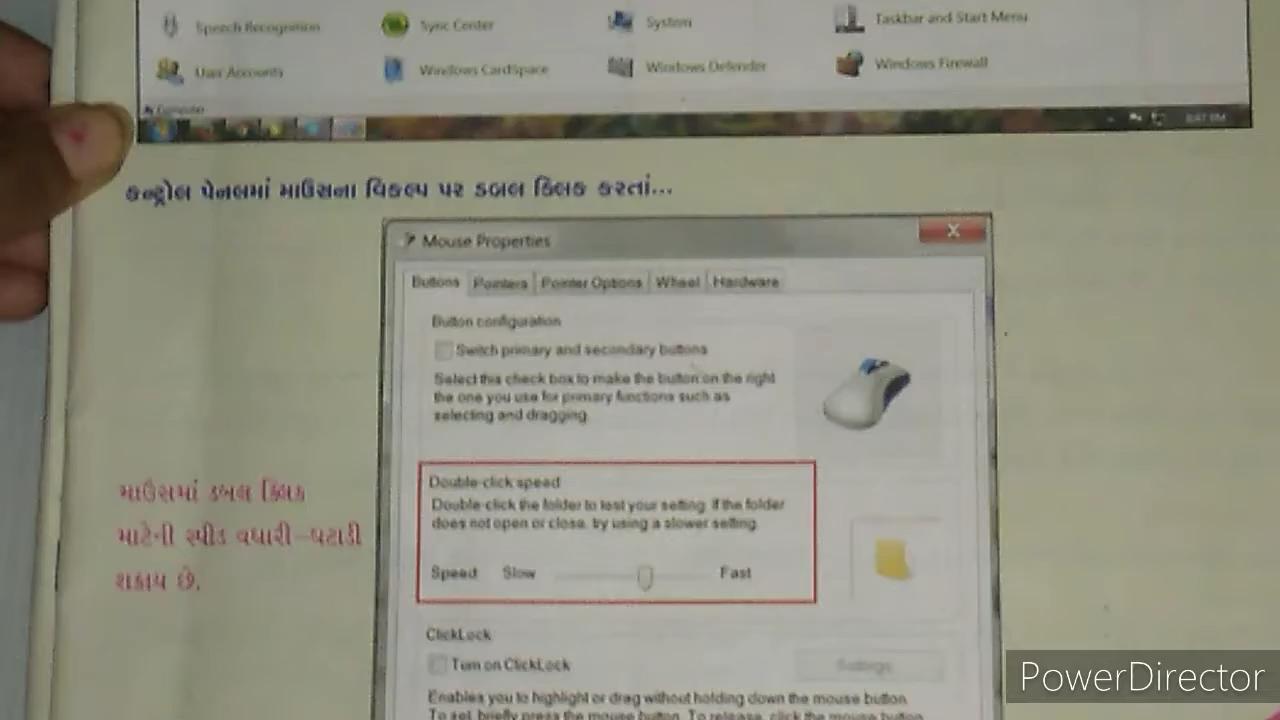 Speech Recognition Sync Center System Taskbar and Start Menu
User Accounts Windows CardSpace Windows Defender Windows Firewall
Computer
કન્ટ્રોલ પેનલમાં માઉસના વિકલ્પ પર ડબલ ક્લિક કરતાં...
Mouse Properties X
Buttons Pointers Pointer Options Wheel Hardware
Button configuration
Switch primary and secondary buttons
Select this check box to make the button on the right
the one you use for primary functions such as
selecting and dragging.
માઉસમાં ડબલ ક્લિક
માટેની સ્પીડ વધારી-ઘટાડી
શકાય છે.
Double-click speed
Double-click the folder to test your setting. If the folder
does not open or close, try using a slower setting.
Speed: Slow Fast
ClickLock
Turn on ClickLock Settings...
Enables you to highlight or drag without holding down the mouse button.
To set, briefly press the mouse button. To release, click the mouse button
PowerDirector